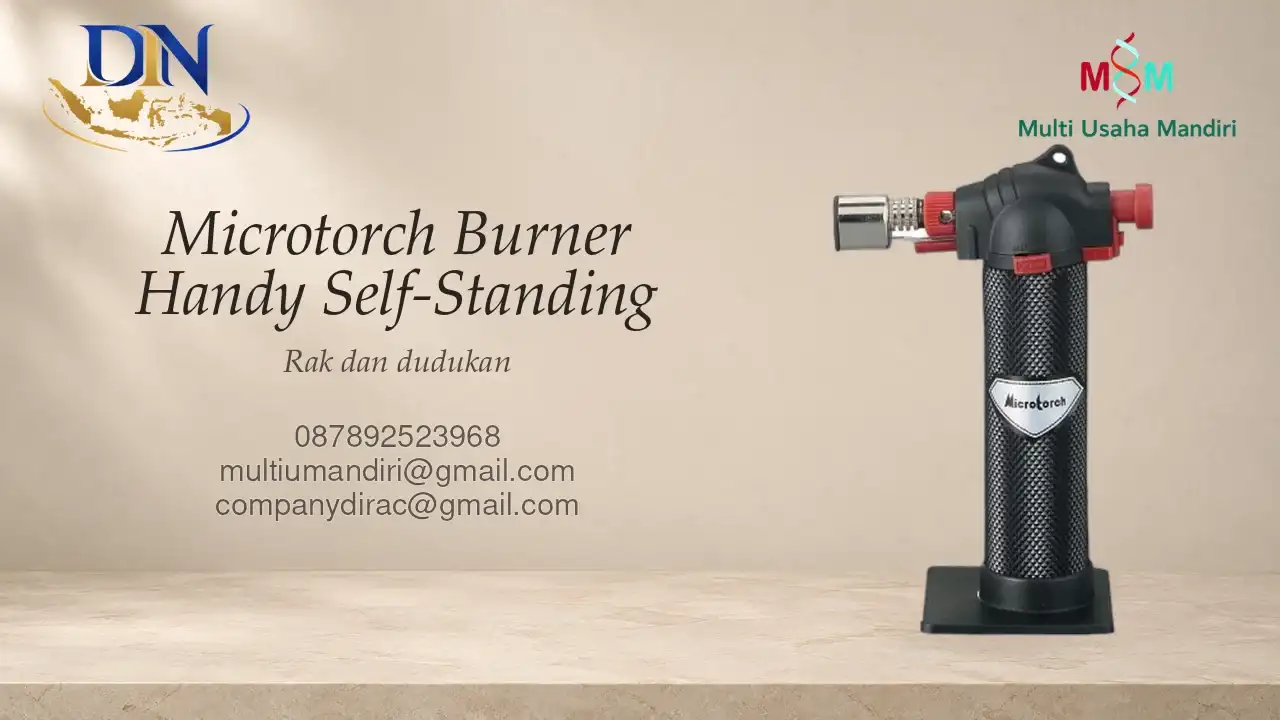 DIN
MSM
Multi Usaha Mandiri
Microtorch Burner
Handy Self-Standing
Rak dan dudukan
087892523968
multiumandiri@gmail.com
companydirac@gmail.com
Microtorch